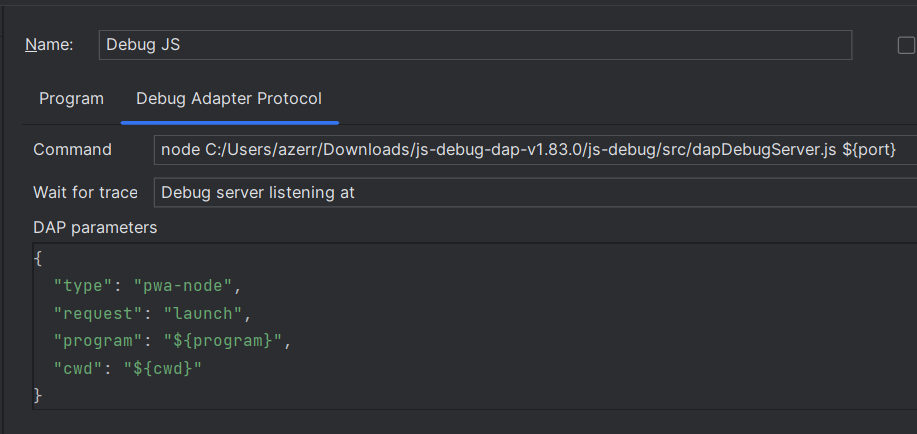 Name: Debug JS
Program Debug Adapter Protocol
Command node C:/Users/azerr/Downloads/js-debug-dap-v1.83.0/js-debug/src/dapDebugServer.js ${port}
Wait for trace Debug server listening at
DAP parameters
{
  "type": "pwa-node",
  "request": "launch",
  "program": "${program}",
  "cwd": "${cwd}"
}